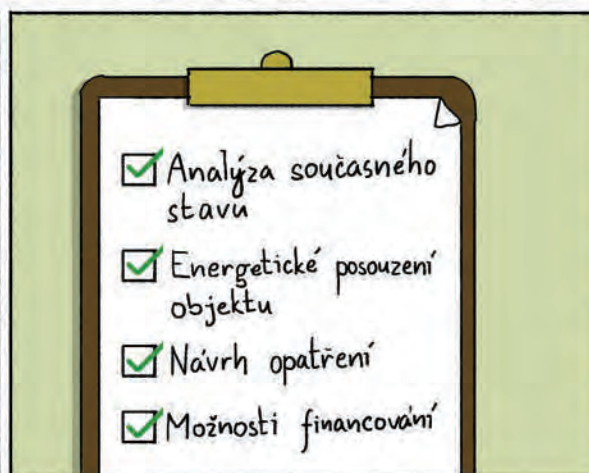 Analýza současného
stavu
Energetické posouzení
objektu
Návrh opatření
Možnosti financování